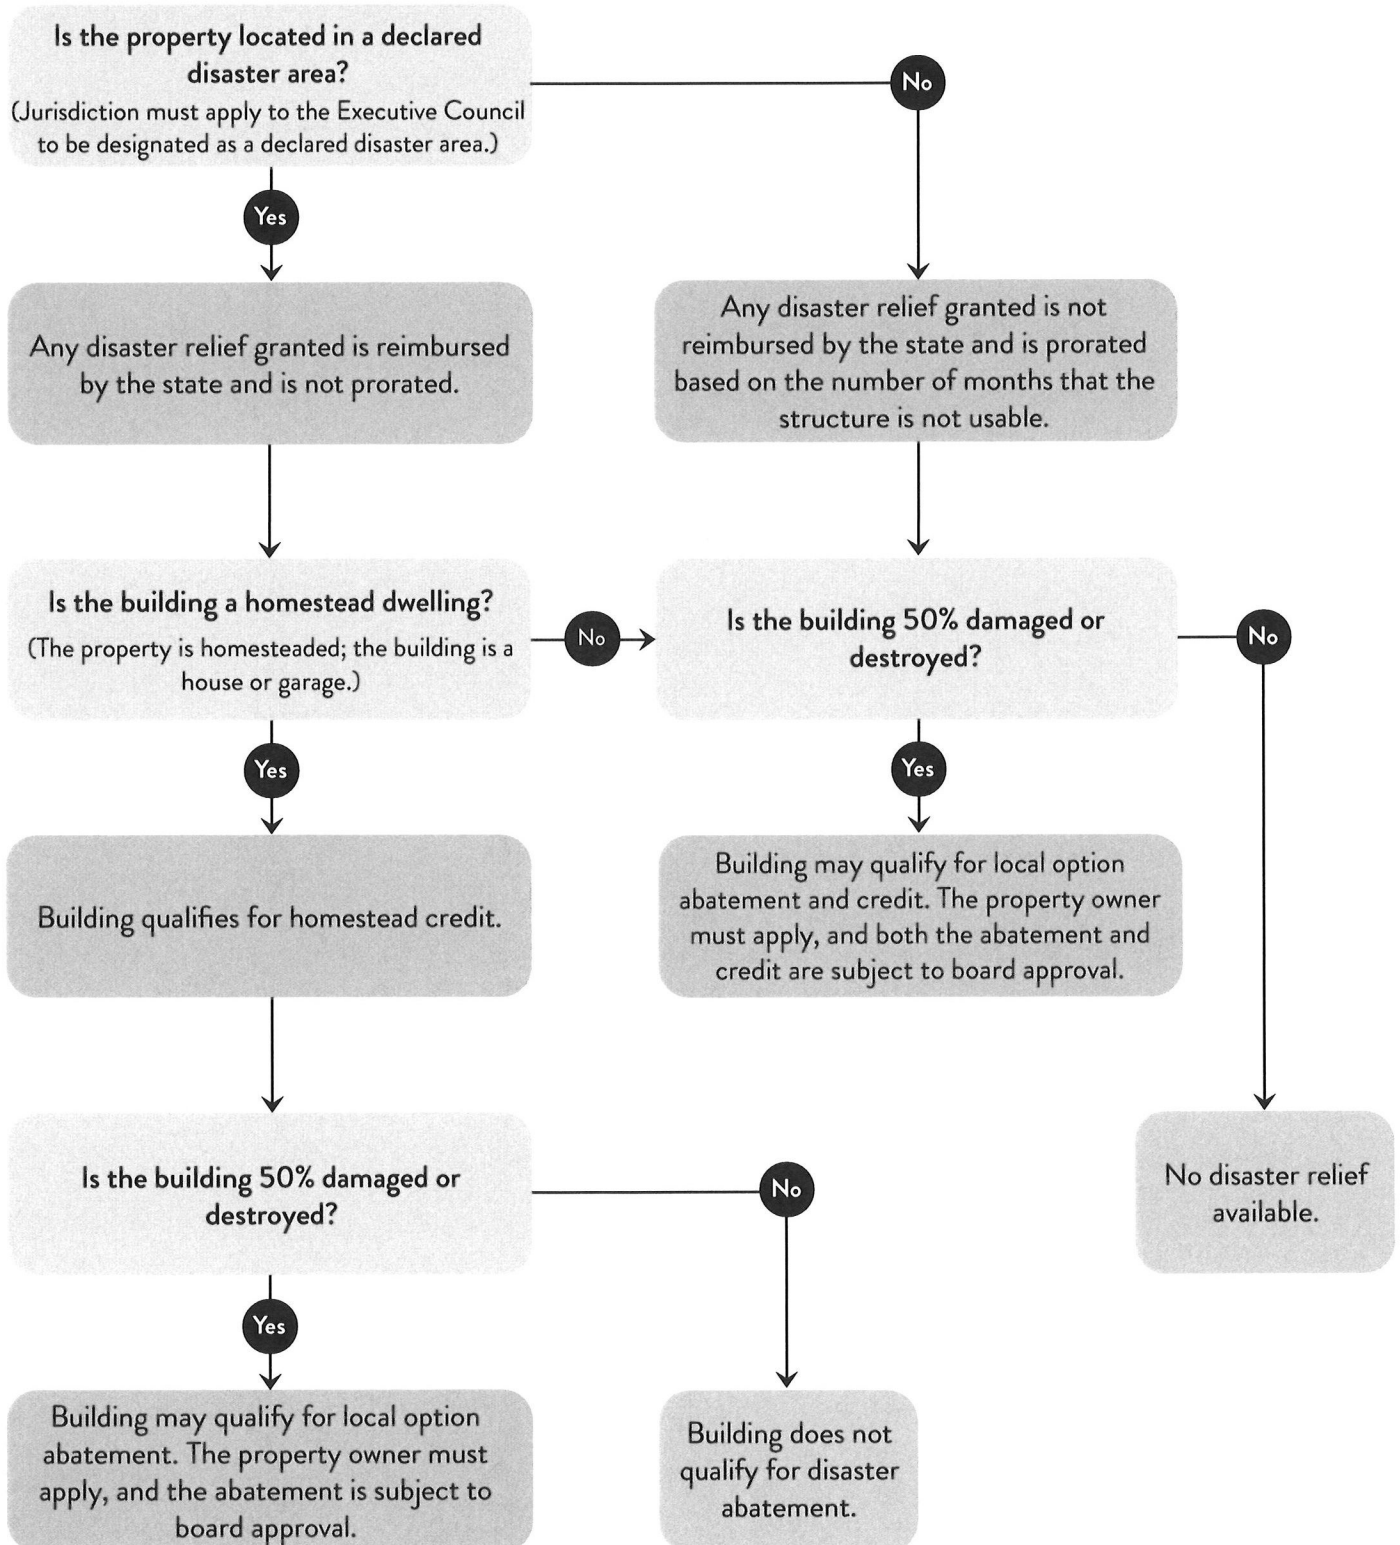 Is the property located in a declared
disaster area?
(Jurisdiction must apply to the Executive Council
to be designated as a declared disaster area.)
No
Yes
Any disaster relief granted is reimbursed
by the state and is not prorated.
Any disaster relief granted is not
reimbursed by the state and is prorated
based on the number of months that the
structure is not usable.
Is the building a homestead dwelling?
(The property is homesteaded; the building is a
house or garage.)
No
Is the building 50% damaged or
destroyed?
No
Yes
Yes
Building qualifies for homestead credit.
Building may qualify for local option
abatement and credit. The property owner
must apply, and both the abatement and
credit are subject to board approval.
Is the building 50% damaged or
destroyed?
No
No disaster relief
available.
Yes
Building may qualify for local option
abatement. The property owner must
apply, and the abatement is subject to
board approval.
Building does not
qualify for disaster
abatement.